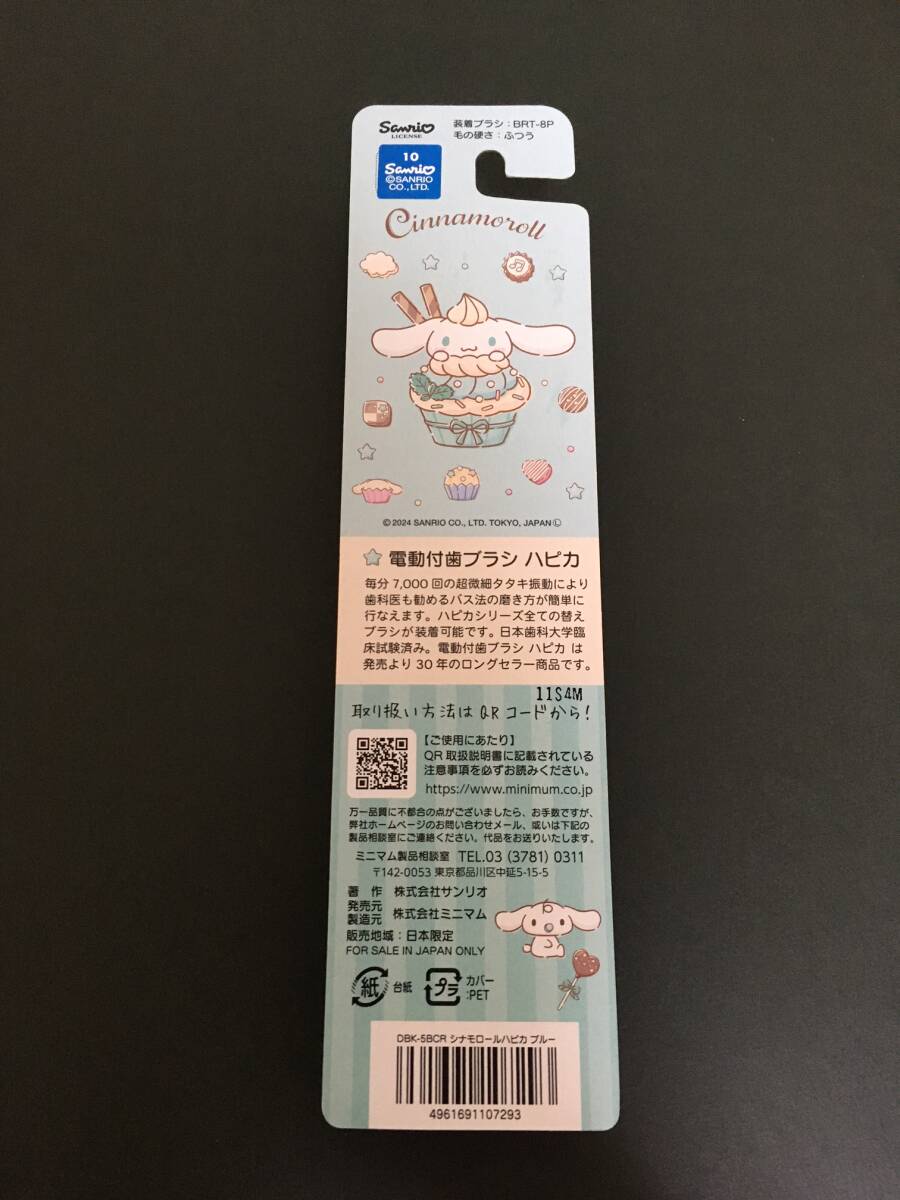 Sanrio
LICENSE
装着ブラシ：BRT-8P
毛の硬さ：ふつう
10
Sanrio
©SANRIO
CO.,LTD.
Cinnamoroll
©2024 SANRIO CO., LTD. TOKYO, JAPAN Ⓛ
電動付歯ブラシ ハピカ
毎分 7,000 回の超微細タタキ振動により
歯科医も勧めるバス法の磨き方が簡単に
行なえます。ハピカシリーズ全ての替え
ブラシが装着可能です。日本歯科大学臨
床試験済み。電動付歯ブラシ ハピカ は
発売より 30 年のロングセラー商品です。
11S4M
取り扱い方法はQRコードから！
【ご使用にあたり】
QR 取扱説明書に記載されている
注意事項を必ずお読みください。
https://www.minimum.co.jp
万一品質に不都合の点がございましたら、お手数ですが、
弊社ホームページのお問い合わせメール、或いは下記の
製品相談室にご連絡ください。代品をお送りいたします。
ミニマム製品相談室 TEL.03 (3781) 0311
〒142-0053 東京都品川区中延5-15-5
著 作 株式会社サンリオ
発売元
製造元 株式会社ミニマム
販売地域：日本限定
FOR SALE IN JAPAN ONLY
紙 台紙
プラ カバー
:PET
DBK-5BCR シナモロールハピカ ブルー
4961691107293